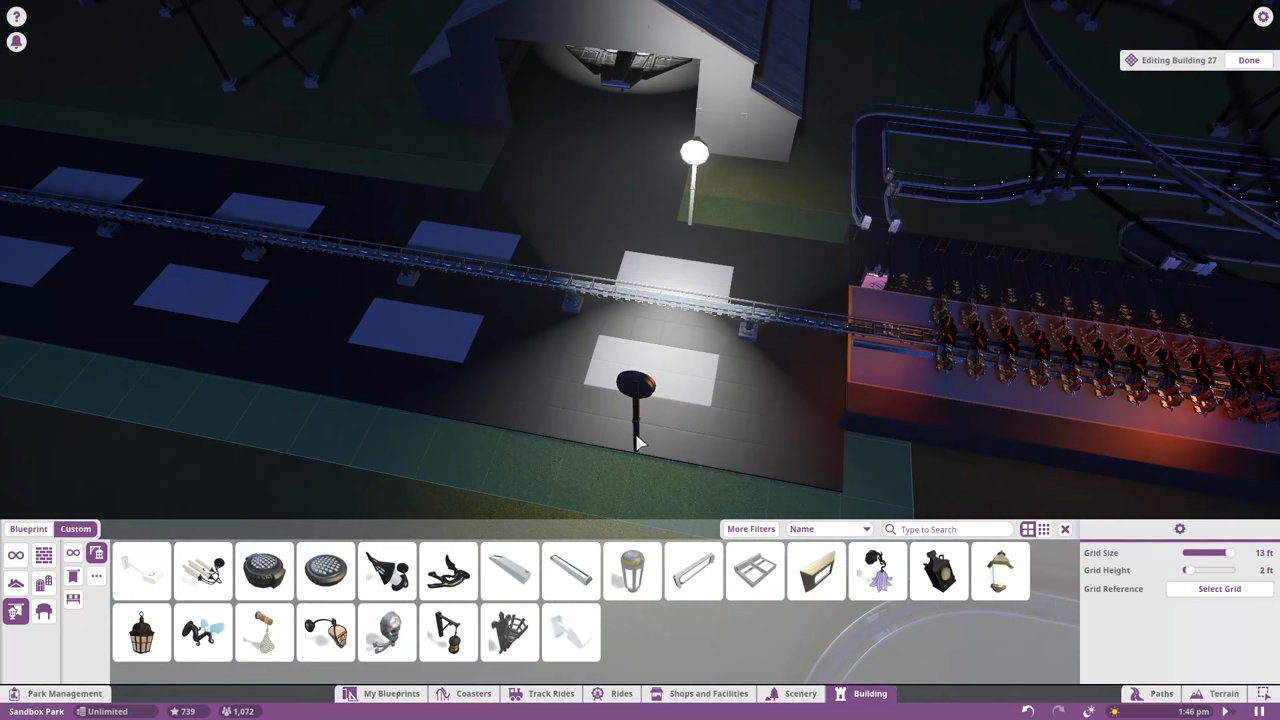 ?
Editing Building 27 Done
Blueprint Custom More Filters Name Type to Search
Grid Size 13 ft
Grid Height 2 ft
Grid Reference Select Grid
Park Management My Blueprints Coasters Track Rides Rides Shops and Facilities Scenery Building Paths Terrain
Sandbox Park Unlimited 739 1,072 1:46 pm